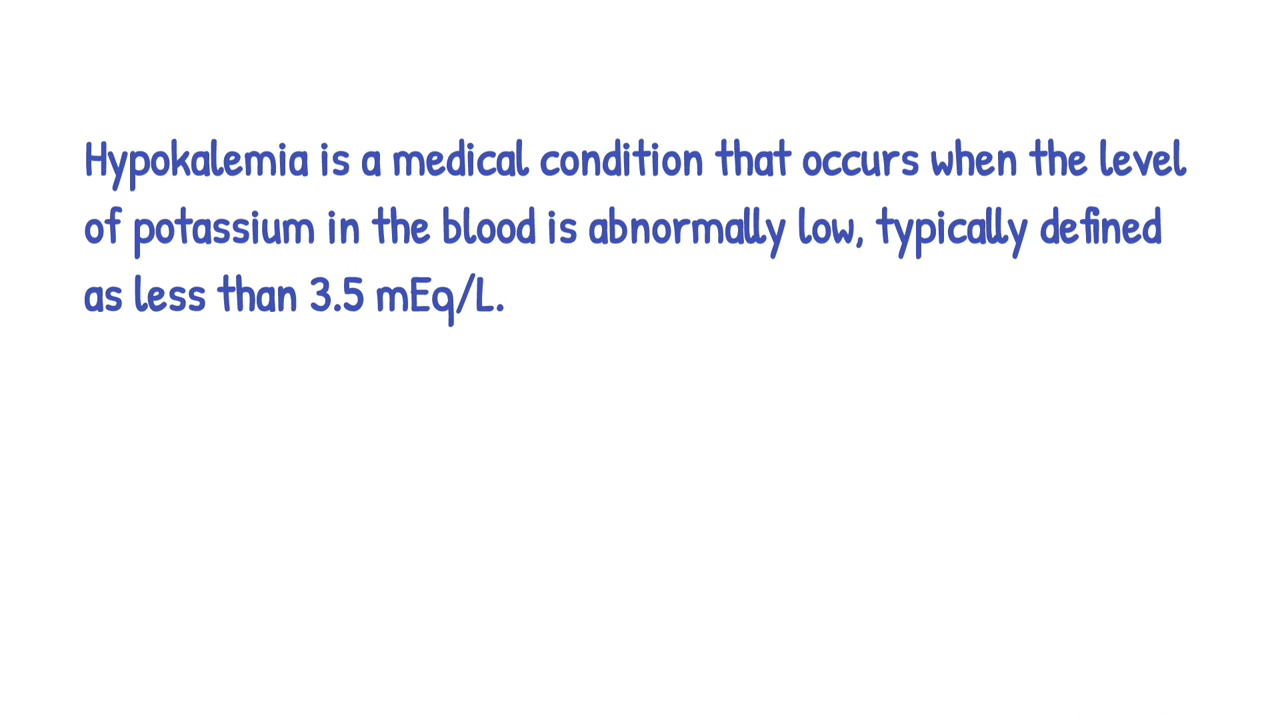 Hypokalemia is a medical condition that occurs when the level
of potassium in the blood is abnormally low, typically defined
as less than 3.5 mEq/L.